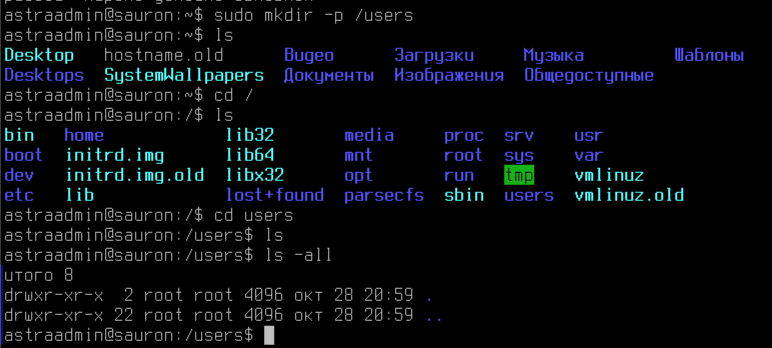 astraadmin@sauron:~$ sudo mkdir -p /users
astraadmin@sauron:~$ ls
Desktop   hostname.old      Видео      Загрузки     Музыка         Шаблоны
Desktops  SystemWallpapers  Документы  Изображения  Общедоступные
astraadmin@sauron:~$ cd /
astraadmin@sauron:/$ ls
bin   home            lib32       media     proc  srv    usr
boot  initrd.img      lib64       mnt       root  sys    var
dev   initrd.img.old  libx32      opt       run   tmp    vmlinuz
etc   lib             lost+found  parsecfs  sbin  users  vmlinuz.old
astraadmin@sauron:/$ cd users
astraadmin@sauron:/users$ ls
astraadmin@sauron:/users$ ls -all
итого 8
drwxr-xr-x  2 root root 4096 окт 28 20:59 .
drwxr-xr-x 22 root root 4096 окт 28 20:59 ..
astraadmin@sauron:/users$